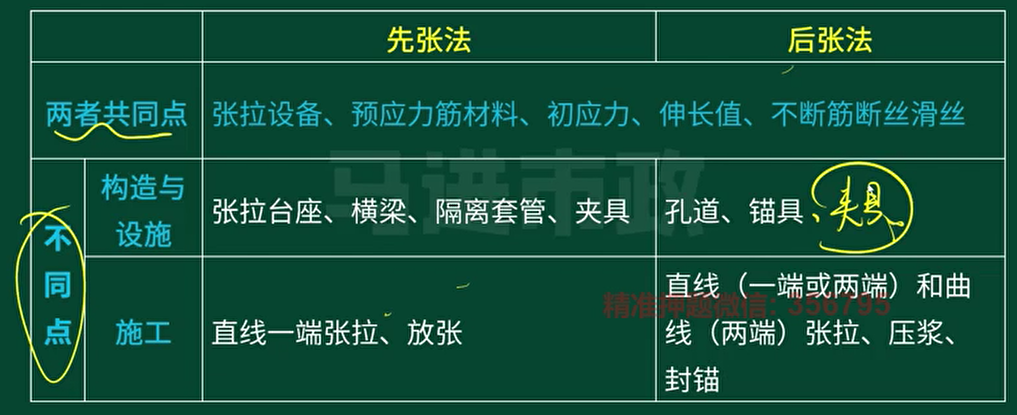 先张法
后张法
两者共同点
张拉设备、预应力筋材料、初应力、伸长值、不断筋断丝滑丝
马进市政
不同点
构造与
设施
张拉台座、横梁、隔离套管、夹具
孔道、锚具、夹具
施工
直线一端张拉、放张
直线（一端或两端）和曲
线（两端）张拉、压浆、
封锚
精准押题微信: 356795